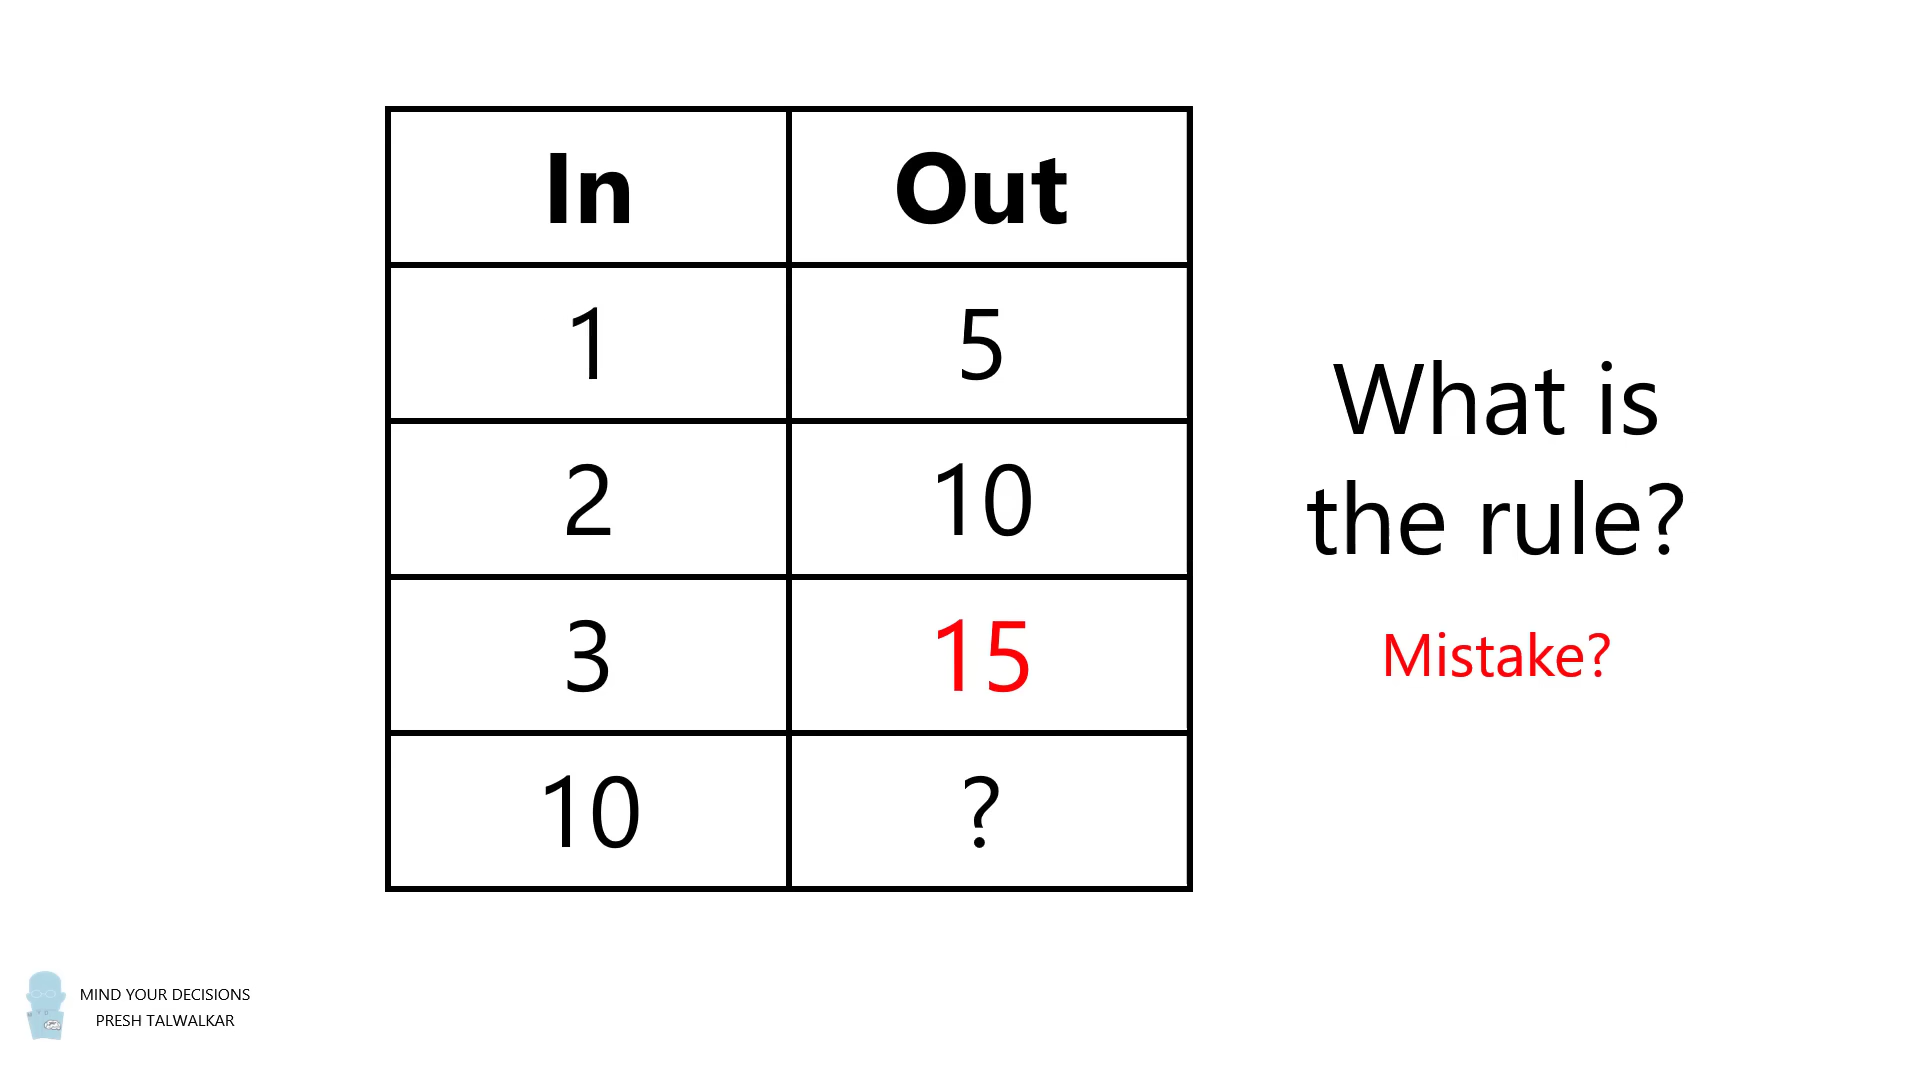 In Out
1 5
2 10
3 15
10 ?
What is
the rule?
Mistake?
MIND YOUR DECISIONS
PRESH TALWALKAR